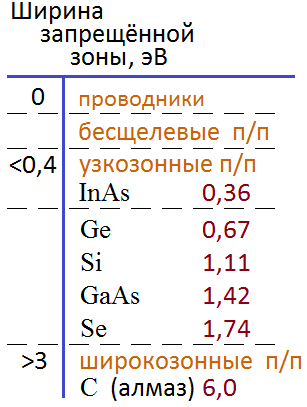 Ширина
запрещённой
зоны, эВ
0 проводники
бесщелевые п/п
<0,4 узкозонные п/п
InAs 0,36
Ge 0,67
Si 1,11
GaAs 1,42
Se 1,74
>3 широкозонные п/п
C (алмаз) 6,0